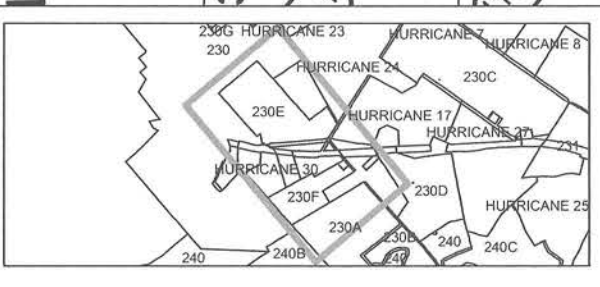 230G HURRICANE 23
HURRICANE 7
230
HURRICANE 8
HURRICANE 24
230C
230E
HURRICANE 17
HURRICANE 27
231
HURRICANE 30
230F
230D
HURRICANE 25
230A
230B
240
240C
240B
240
240